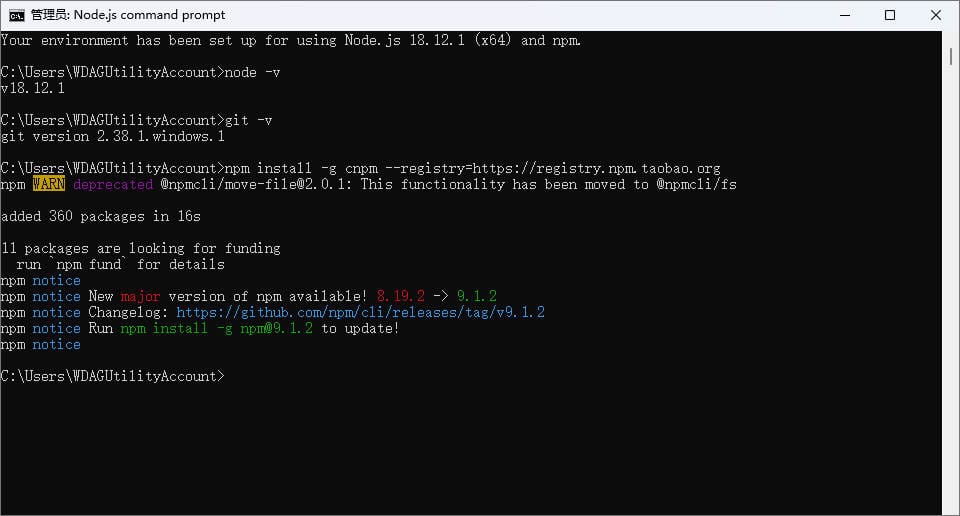 管理员: Node.js command prompt
Your environment has been set up for using Node.js 18.12.1 (x64) and npm.
C:\Users\WDAGUtilityAccount>node -v
v18.12.1
C:\Users\WDAGUtilityAccount>git -v
git version 2.38.1.windows.1
C:\Users\WDAGUtilityAccount>npm install -g cnpm --registry=https://registry.npm.taobao.org
npm WARN deprecated @npmcli/move-file@2.0.1: This functionality has been moved to @npmcli/fs
added 360 packages in 16s
11 packages are looking for funding
  run `npm fund` for details
npm notice
npm notice New major version of npm available! 8.19.2 -> 9.1.2
npm notice Changelog: https://github.com/npm/cli/releases/tag/v9.1.2
npm notice Run npm install -g npm@9.1.2 to update!
npm notice
C:\Users\WDAGUtilityAccount>